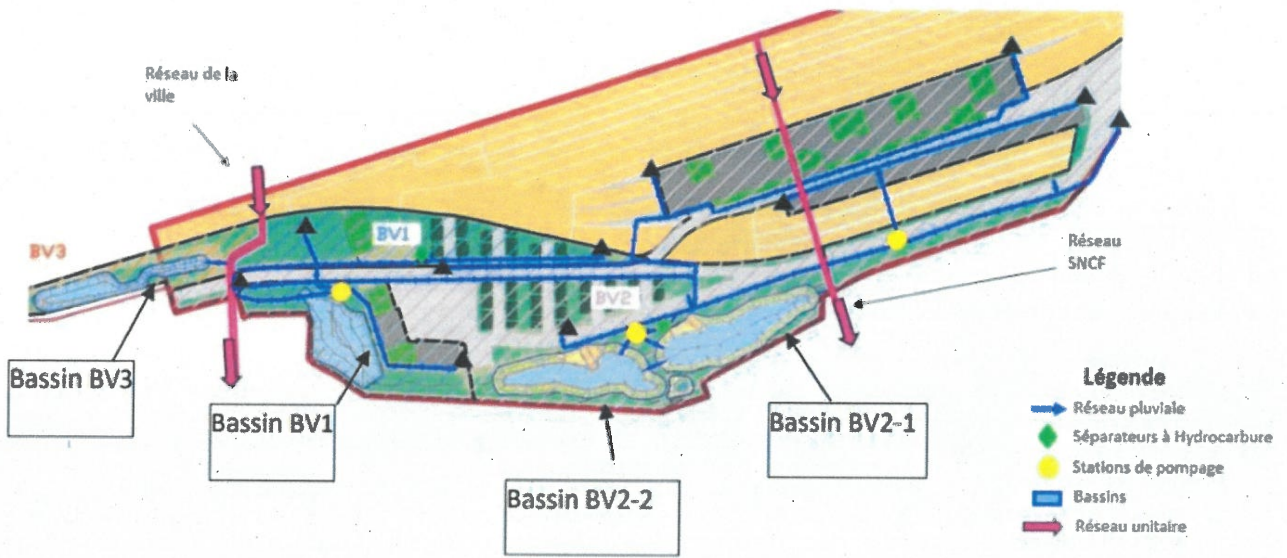 Réseau de la
ville
BV3
BV1
BV2
Réseau
SNCF
Bassin BV3
Bassin BV1
Bassin BV2-2
Bassin BV2-1
Légende
Réseau pluviale
Séparateurs à Hydrocarbure
Stations de pompage
Bassins
Réseau unitaire